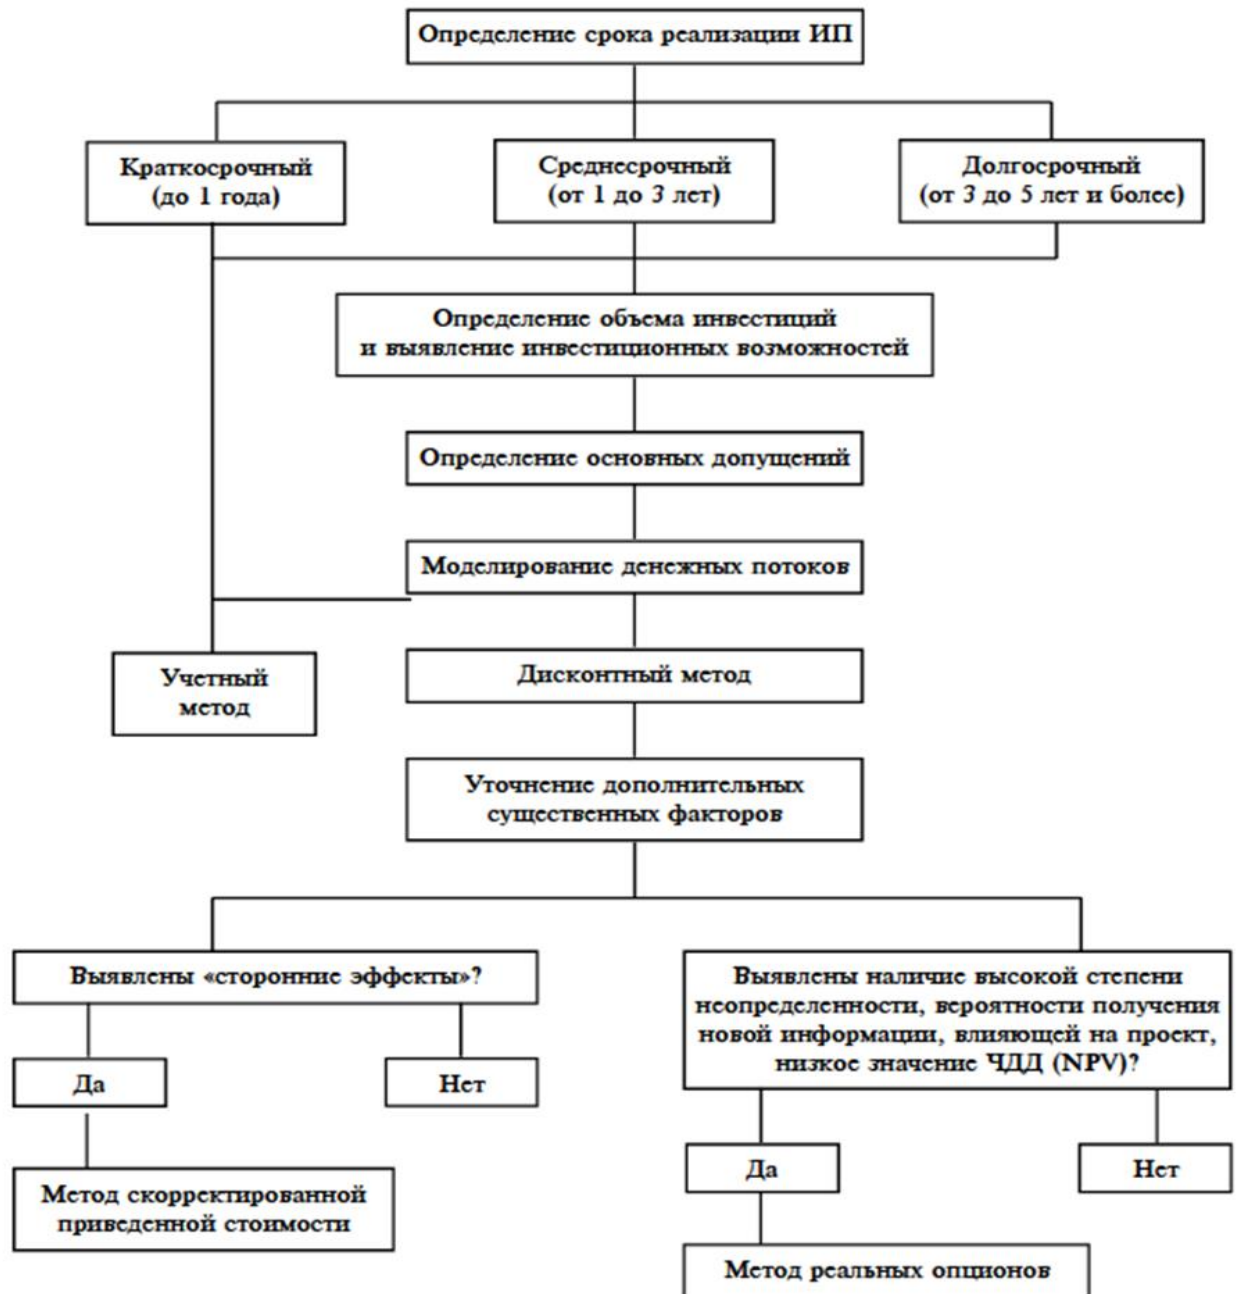 Определение срока реализации ИП
Краткосрочный
(до 1 года)
Среднесрочный
(от 1 до 3 лет)
Долгосрочный
(от 3 до 5 лет и более)
Определение объема инвестиций
и выявление инвестиционных возможностей
Определение основных допущений
Моделирование денежных потоков
Учетный
метод
Дисконтный метод
Уточнение дополнительных
существенных факторов
Выявлены «сторонние эффекты»?
Да
Нет
Метод скорректированной
приведенной стоимости
Выявлены наличие высокой степени
неопределенности, вероятности получения
новой информации, влияющей на проект,
низкое значение ЧДД (NPV)?
Да
Нет
Метод реальных опционов